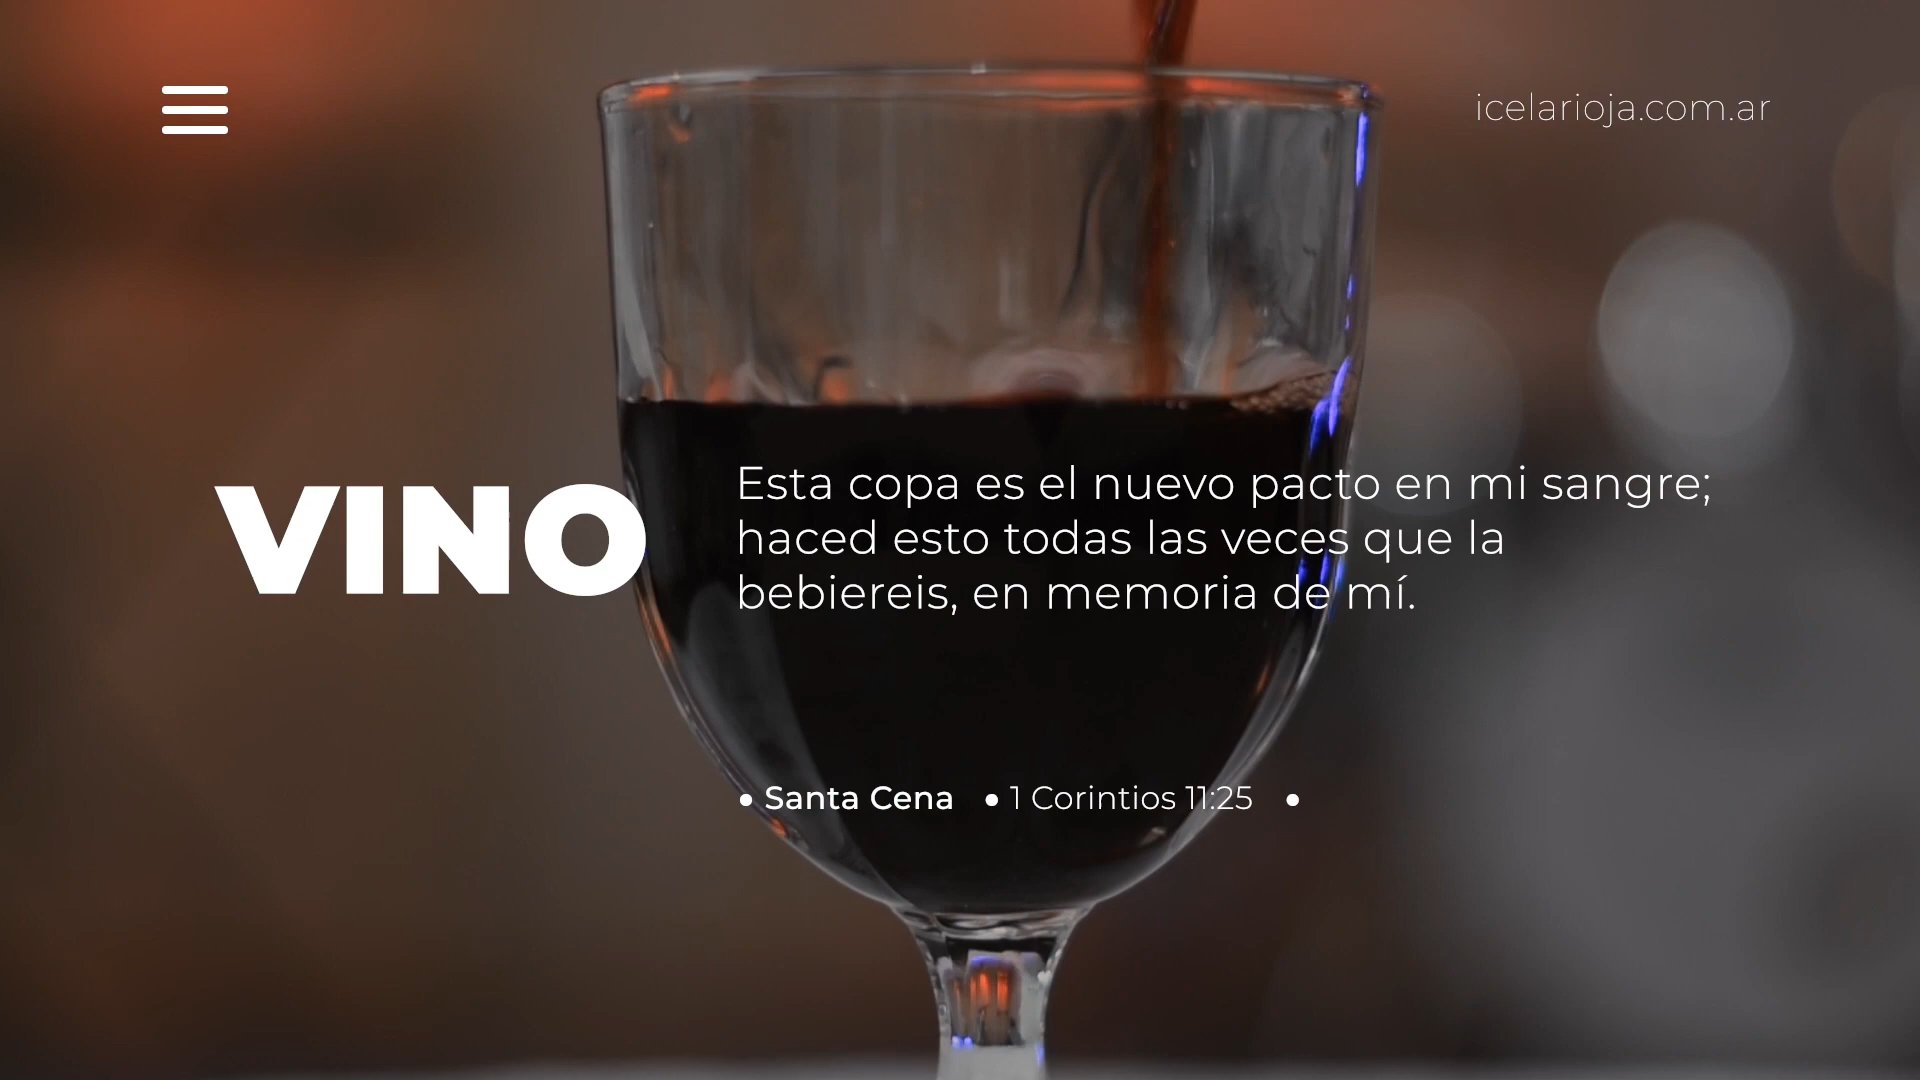 icelarioja.com.ar
VINO
Esta copa es el nuevo pacto en mi sangre;
haced esto todas las veces que la
bebiereis, en memoria de mí.
• Santa Cena • 1 Corintios 11:25 •